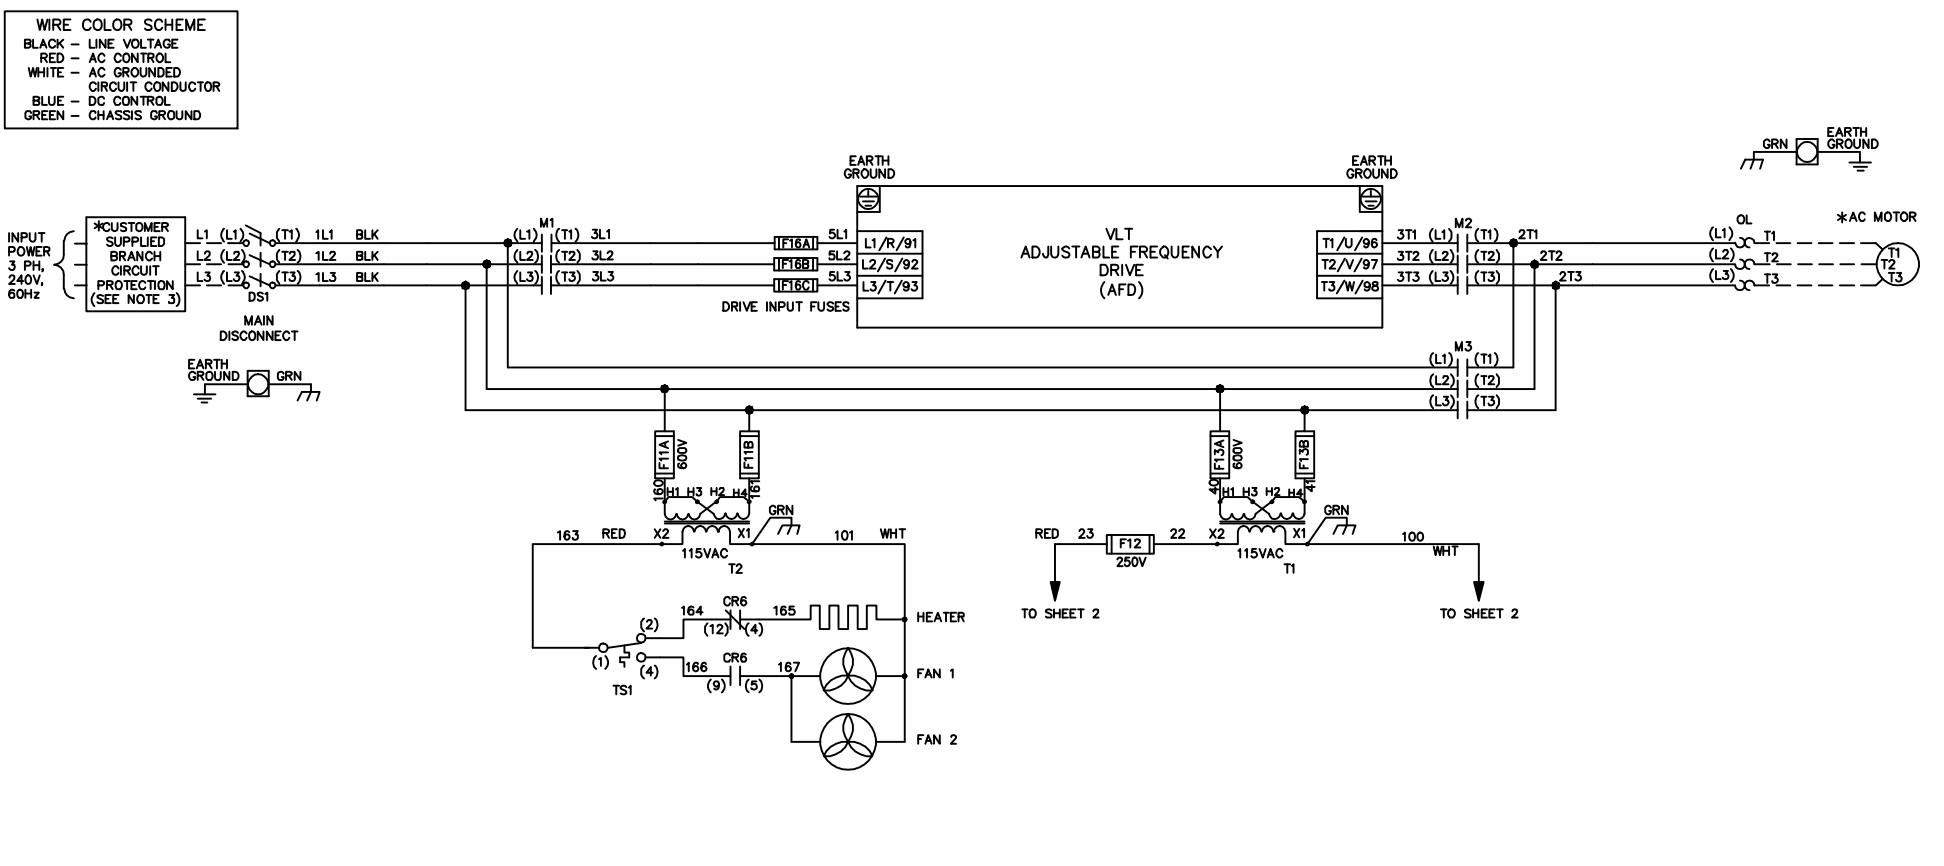 WIRE COLOR SCHEME
BLACK – LINE VOLTAGE
RED – AC CONTROL
WHITE – AC GROUNDED
CIRCUIT CONDUCTOR
BLUE – DC CONTROL
GREEN – CHASSIS GROUND
INPUT
POWER
3 PH,
240V,
60Hz
*CUSTOMER
SUPPLIED
BRANCH
CIRCUIT
PROTECTION
(SEE NOTE 3)
L1 (L1) (T1) 1L1 BLK
L2 (L2) (T2) 1L2 BLK
L3 (L3) (T3) 1L3 BLK
DS1
MAIN
DISCONNECT
EARTH
GROUND
GRN
M1
(L1) (T1) 3L1
(L2) (T2) 3L2
(L3) (T3) 3L3
F16A 5L1
F16B 5L2
F16C 5L3
DRIVE INPUT FUSES
EARTH
GROUND
L1/R/91
L2/S/92
L3/T/93
VLT
ADJUSTABLE FREQUENCY
DRIVE
(AFD)
EARTH
GROUND
T1/U/96
T2/V/97
T3/W/98
M2
3T1 (L1) (T1) 2T1
3T2 (L2) (T2) 2T2
3T3 (L3) (T3) 2T3
GRN
EARTH
GROUND
OL
*AC MOTOR
(L1) T1
(L2) T2
(L3) T3
T1
T2
T3
M3
(L1) (T1)
(L2) (T2)
(L3) (T3)
F11A
600V
F11B
160
161
H1 H3 H2 H4
GRN
163 RED X2 X1 101 WHT
115VAC
T2
F13A
600V
F13B
40
41
H1 H3 H2 H4
GRN
RED 23 F12 22 X2 X1 100 WHT
250V
115VAC
T1
TO SHEET 2
TO SHEET 2
164 CR6 165
(12) (4)
HEATER
(2)
(1)
(4)
TS1
166 CR6 167
(9) (5)
FAN 1
FAN 2